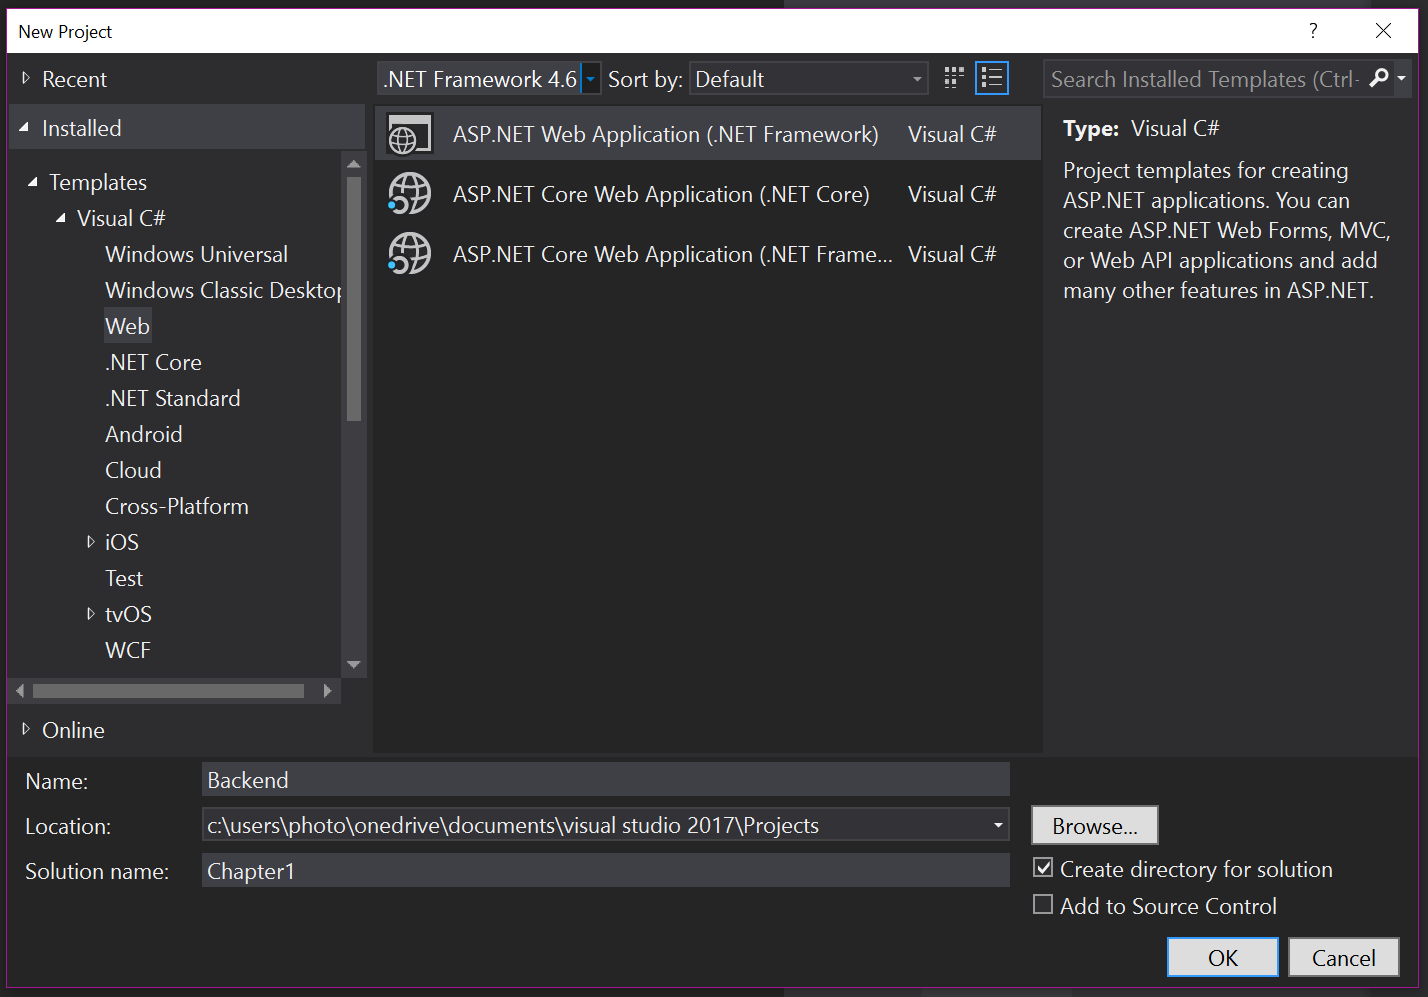 New Project
?
Recent
Installed
Templates
Visual C#
Windows Universal
Windows Classic Desktop
Web
.NET Core
.NET Standard
Android
Cloud
Cross-Platform
iOS
Test
tvOS
WCF
Online
.NET Framework 4.6
Sort by: Default
ASP.NET Web Application (.NET Framework) Visual C#
ASP.NET Core Web Application (.NET Core) Visual C#
ASP.NET Core Web Application (.NET Frame... Visual C#
Search Installed Templates (Ctrl-
Type: Visual C#
Project templates for creating
ASP.NET applications. You can
create ASP.NET Web Forms, MVC,
or Web API applications and add
many other features in ASP.NET.
Name: Backend
Location: c:\users\photo\onedrive\documents\visual studio 2017\Projects
Solution name: Chapter1
Browse...
Create directory for solution
Add to Source Control
OK
Cancel